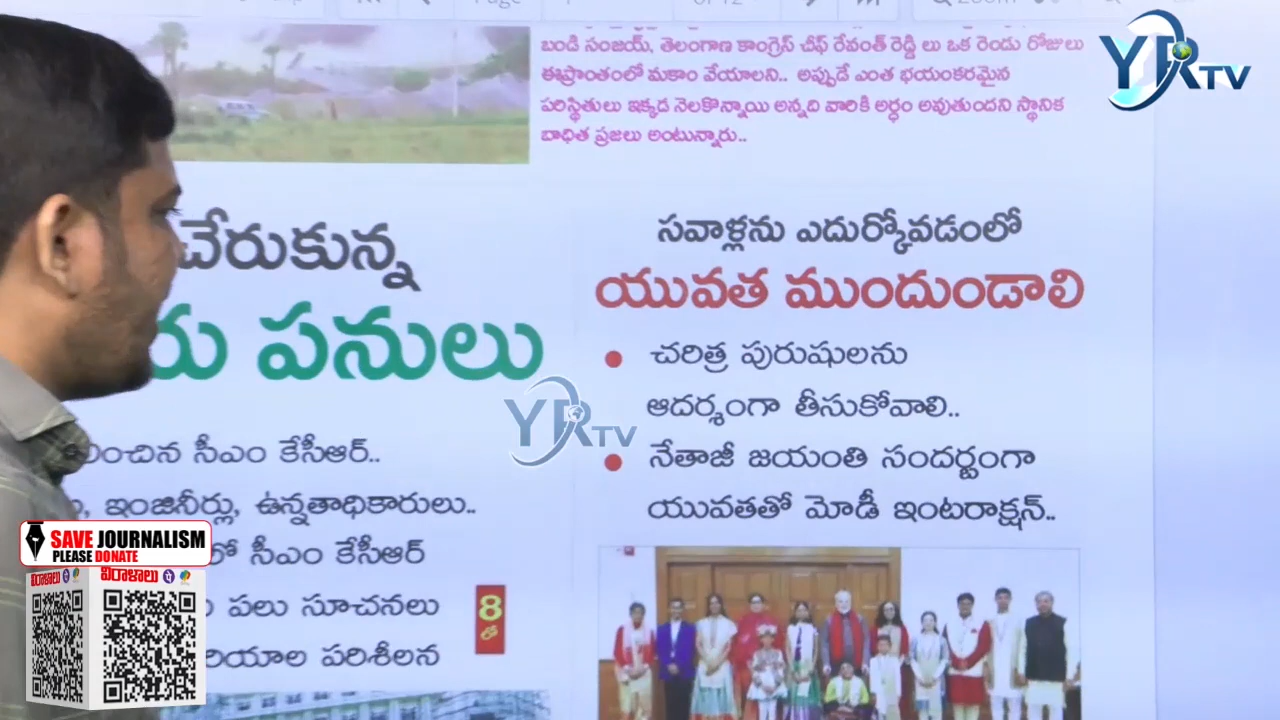 బండి సంజయ్, తెలంగాణ కాంగ్రెస్ చీఫ్ రేవంత్ రెడ్డి లు ఒక రెండు రోజులు
ఈప్రాంతంలో మకాం వేయాలని.. అప్పుడే ఎంత భయంకరమైన
పరిస్థితులు ఇక్కడ నెలకొన్నాయి అన్నది వారికి అర్ధం అవుతుందని స్థానిక
బాధిత ప్రజలు అంటున్నారు..
YR TV
చేరుకున్న
పనులు
సీఎం కేసీఆర్..
ఇంజినీర్లు, ఉన్నతాధికారులు..
సీఎం కేసీఆర్
పలు సూచనలు
పరిశీలన
8
లో
సవాళ్లను ఎదుర్కోవడంలో
యువత ముందుండాలి
• చరిత్ర పురుషులను
ఆదర్శంగా తీసుకోవాలి..
• నేతాజీ జయంతి సందర్భంగా
యువతతో మోడీ ఇంటరాక్షన్..
YR TV
SAVE JOURNALISM
PLEASE DONATE
విరాళాలు
విరాళాలు